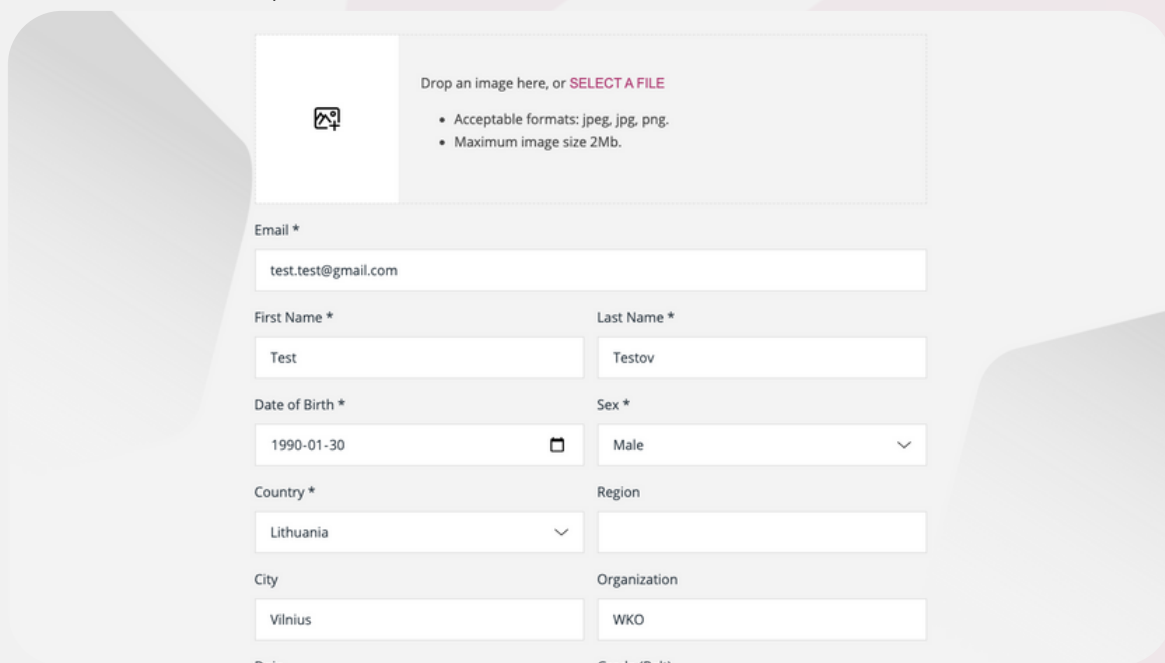 Drop an image here, or SELECT A FILE
• Acceptable formats: jpeg, jpg, png.
• Maximum image size 2Mb.
Email *
test.test@gmail.com
First Name *
Last Name *
Test
Testov
Date of Birth *
Sex *
1990-01-30
Male
Country *
Region
Lithuania
City
Organization
Vilnius
WKO